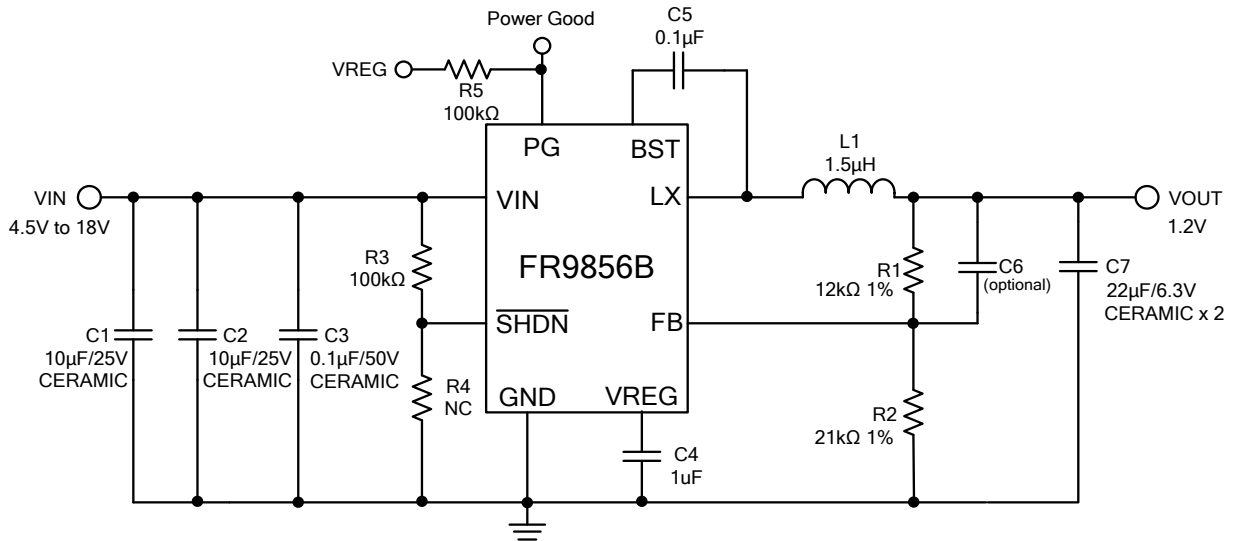 Power Good
C5
0.1µF
VREG
R5
100kΩ
PG
BST
L1
1.5µH
VIN
4.5V to 18V
VIN
LX
VOUT
1.2V
R3
100kΩ
FR9856B
R1
12kΩ 1%
C6
(optional)
C7
22µF/6.3V
CERAMIC x 2
SHDN
FB
C1
10µF/25V
CERAMIC
C2
10µF/25V
CERAMIC
C3
0.1µF/50V
CERAMIC
R4
NC
GND
VREG
R2
21kΩ 1%
C4
1uF